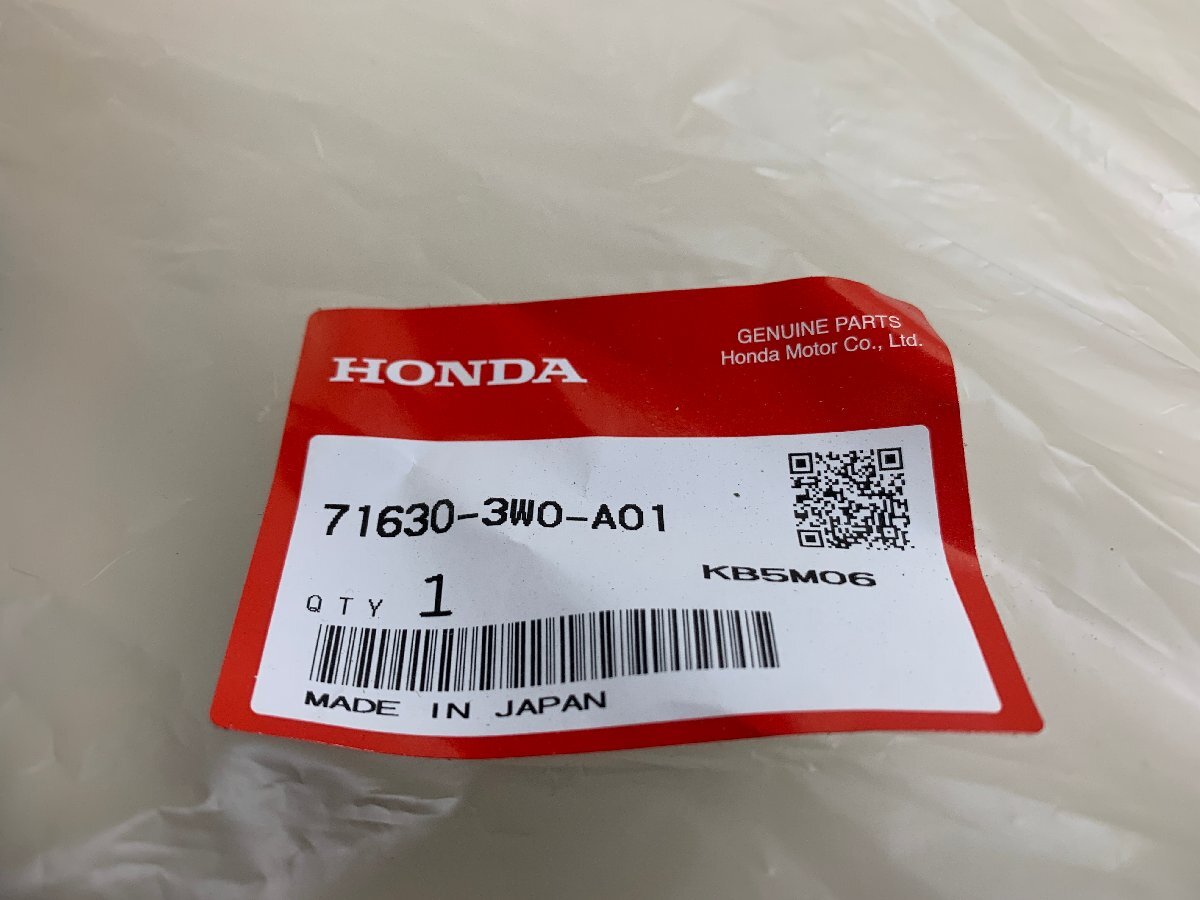 HONDA
GENUINE PARTS
Honda Motor Co., Ltd.
71630-3W0-A01
KB5M06
QTY 1
MADE IN JAPAN